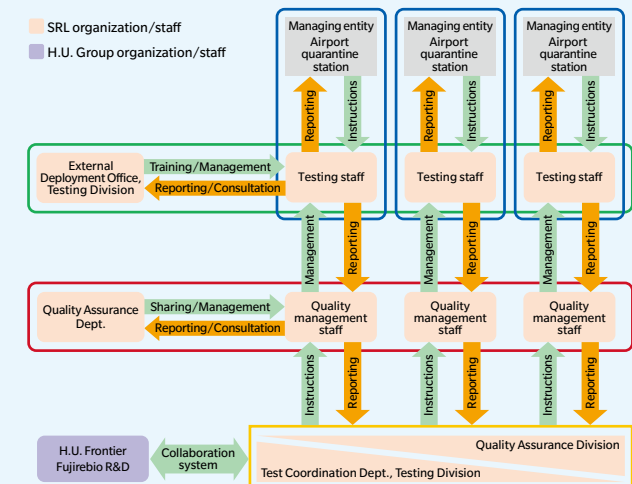 SRL organization/staff
H.U. Group organization/staff
Managing entity
Airport
quarantine
station
Managing entity
Airport
quarantine
station
Managing entity
Airport
quarantine
station
Reporting
Instructions
Reporting
Instructions
Reporting
Instructions
External
Deployment Office,
Testing Division
Training/Management
Reporting/Consultation
Testing staff
Testing staff
Testing staff
Management
Reporting
Management
Reporting
Management
Reporting
Quality Assurance
Dept.
Sharing/Management
Reporting/Consultation
Quality
management
staff
Quality
management
staff
Quality
management
staff
Instructions
Reporting
Instructions
Reporting
Instructions
Reporting
H.U. Frontier
Fujirebio R&D
Collaboration
system
Quality Assurance Division
Test Coordination Dept., Testing Division